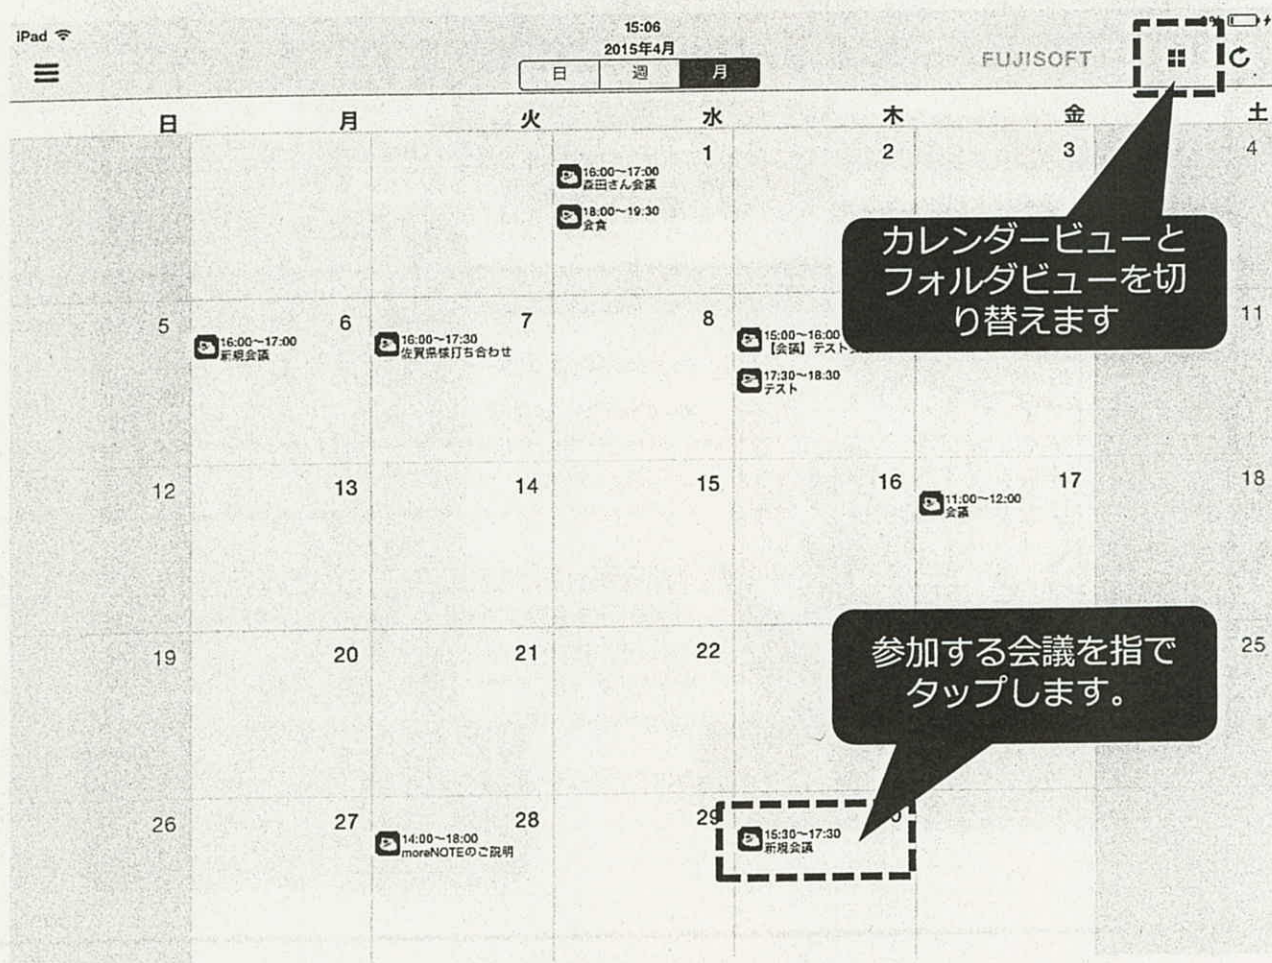 iPad
15:06
2015年4月
日 週 月
FUJISOFT
日 月 火 水 木 金 土
1 2 3 4
16:00～17:00
森田さん会議
18:00～19:30
会食
カレンダービューと
フォルダビューを切
り替えます
5 6 7 8 11
16:00～17:00
新規会議
16:00～17:30
佐賀県様打ち合わせ
15:00～16:00
【会議】テスト
17:30～18:30
テスト
12 13 14 15 16 17 18
11:00～12:00
会議
19 20 21 22 25
参加する会議を指で
タップします。
26 27 28 29
14:00～18:00
moreNOTEのご説明
15:30～17:30
新規会議